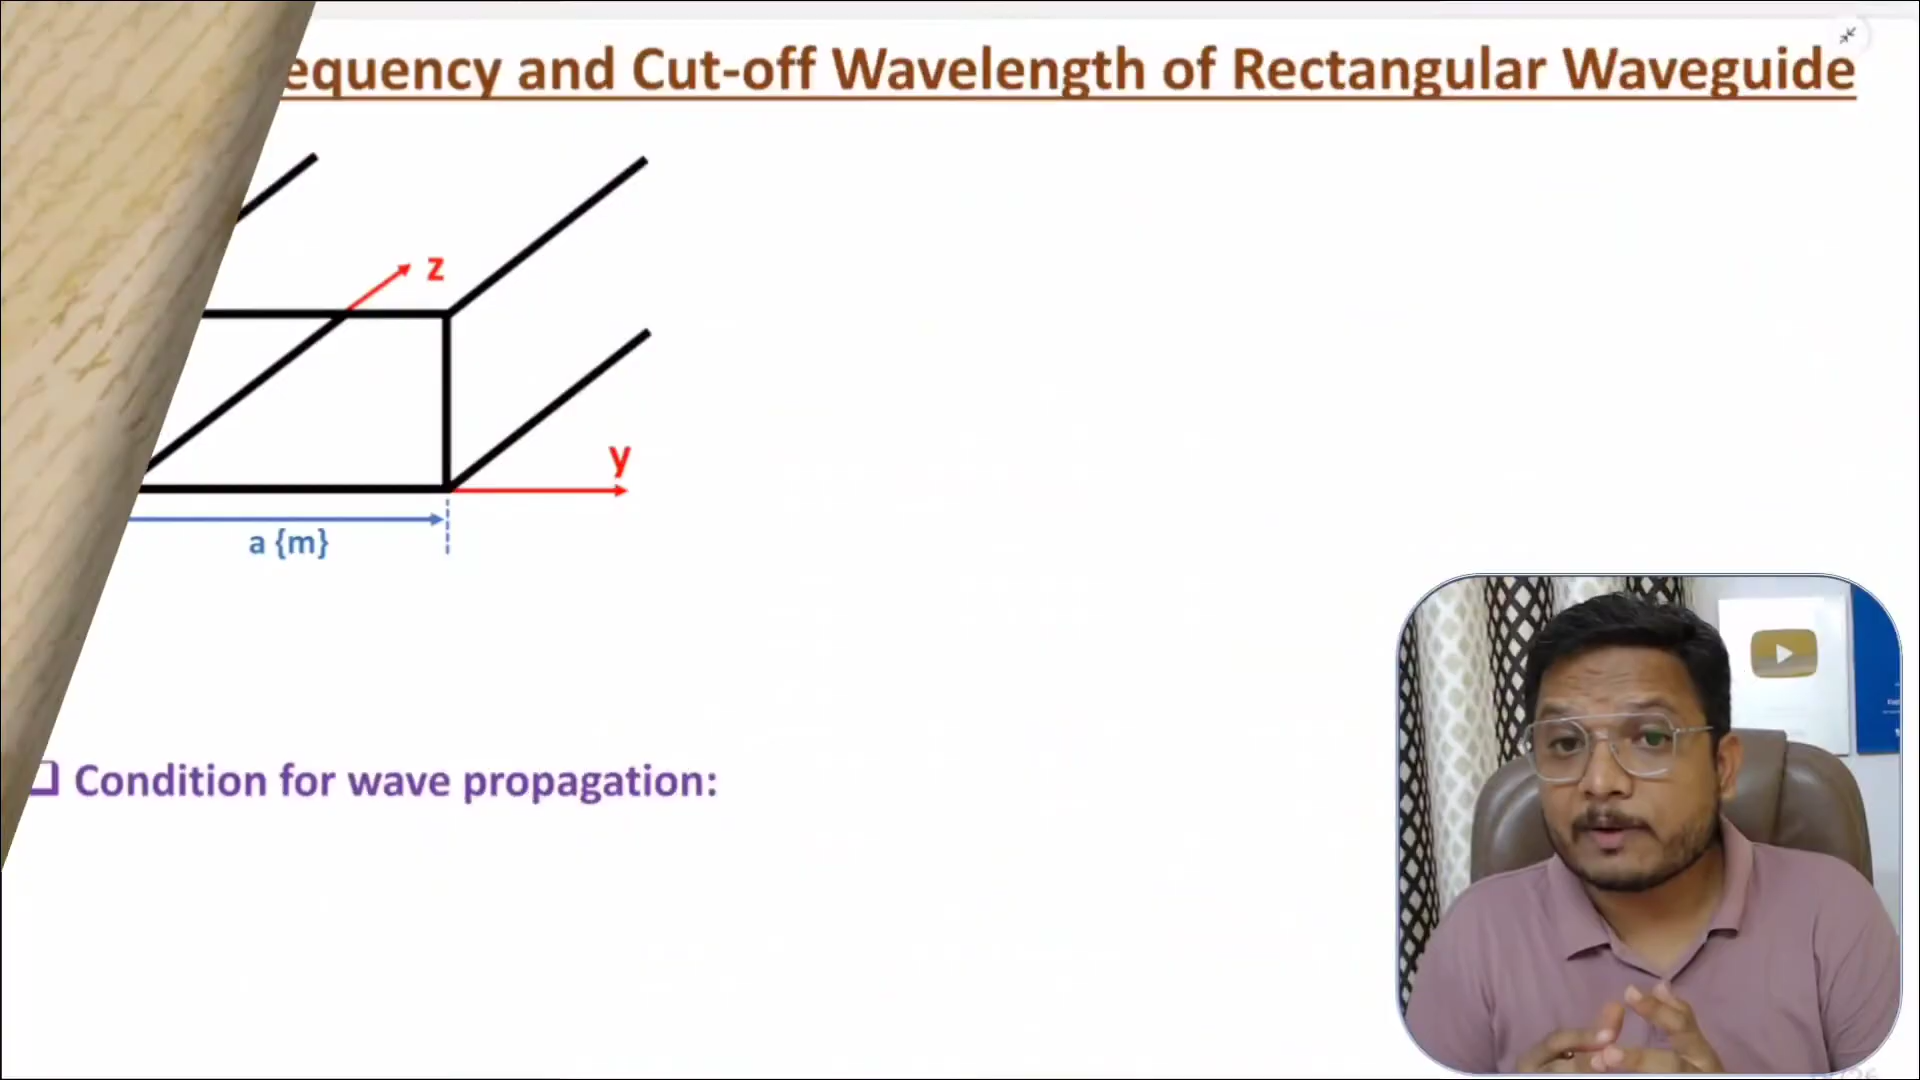 equency and Cut-off Wavelength of Rectangular Waveguide
z
y
a {m}
❑ Condition for wave propagation: